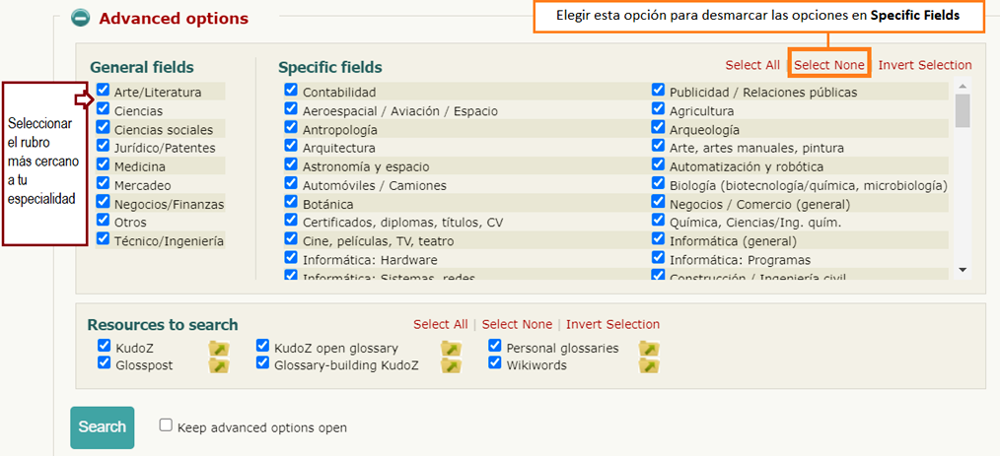 Advanced options
Elegir esta opción para desmarcar las opciones en Specific Fields
General fields
Specific fields
Select All | Select None | Invert Selection
Seleccionar
el rubro
más cercano
a tu
especialidad
Arte/Literatura
Ciencias
Ciencias sociales
Jurídico/Patentes
Medicina
Mercadeo
Negocios/Finanzas
Otros
Técnico/Ingeniería
Contabilidad
Aeroespacial / Aviación / Espacio
Antropología
Arquitectura
Astronomía y espacio
Automóviles / Camiones
Botánica
Certificados, diplomas, títulos, CV
Cine, películas, TV, teatro
Informática: Hardware
Informática: Sistemas, redes
Publicidad / Relaciones públicas
Agricultura
Arqueología
Arte, artes manuales, pintura
Automatización y robótica
Biología (biotecnología/química, microbiología)
Negocios / Comercio (general)
Química, Ciencias/Ing. quím.
Informática (general)
Informática: Programas
Construcción / Ingeniería civil
Resources to search
Select All | Select None | Invert Selection
KudoZ
KudoZ open glossary
Personal glossaries
Glosspost
Glossary-building KudoZ
Wikiwords
Search
Keep advanced options open